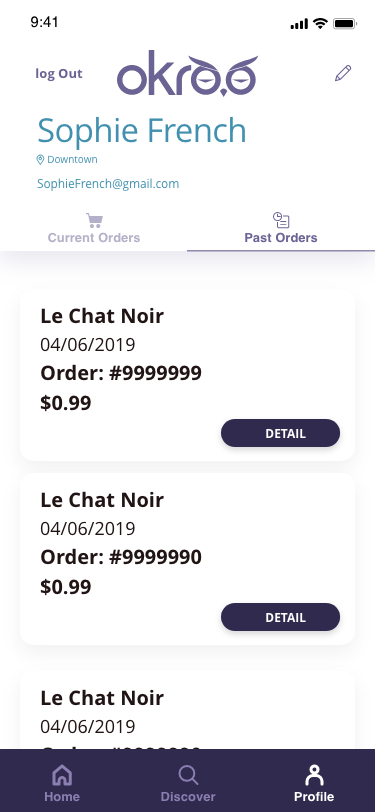 9:41
log Out
okroo
Sophie French
Downtown
SophieFrench@gmail.com
Current Orders
Past Orders
Le Chat Noir
04/06/2019
Order: #9999999
$0.99
DETAIL
Le Chat Noir
04/06/2019
Order: #9999990
$0.99
DETAIL
Le Chat Noir
04/06/2019
Home
Discover
Profile